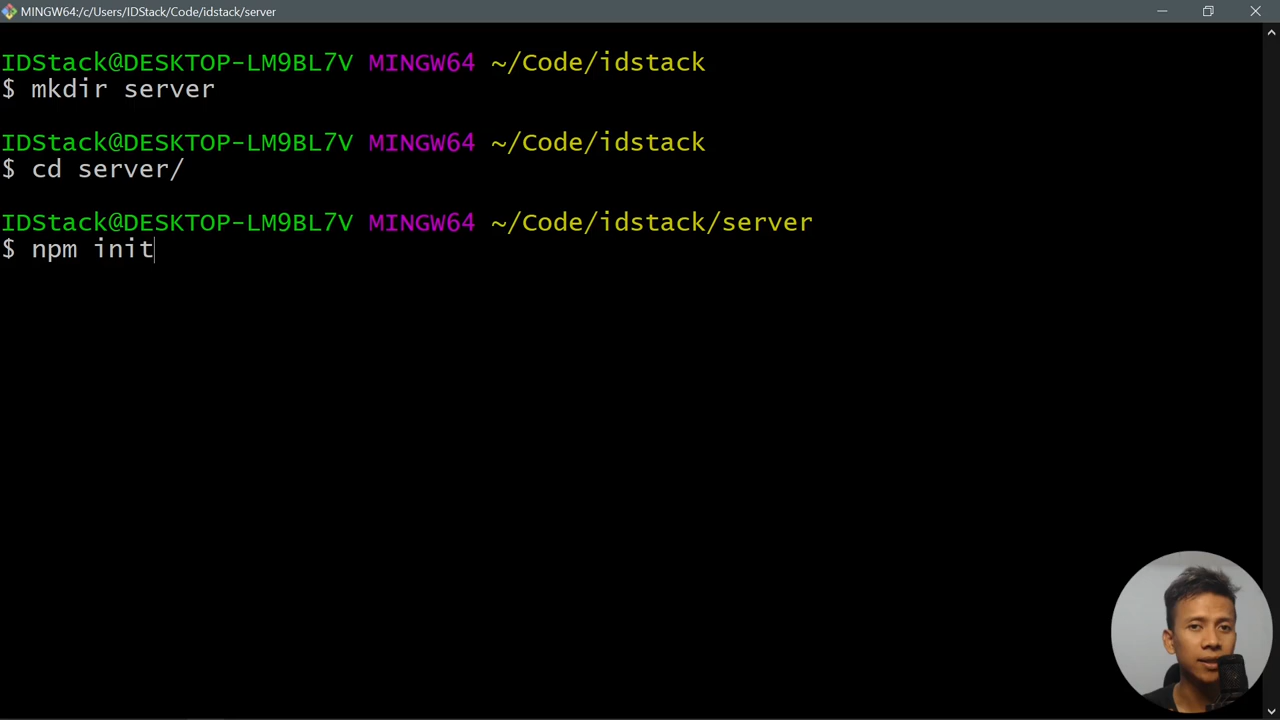 MINGW64:/c/Users/IDStack/Code/idstack/server
IDStack@DESKTOP-LM9BL7V MINGW64 ~/Code/idstack
$ mkdir server
IDStack@DESKTOP-LM9BL7V MINGW64 ~/Code/idstack
$ cd server/
IDStack@DESKTOP-LM9BL7V MINGW64 ~/Code/idstack/server
$ npm init